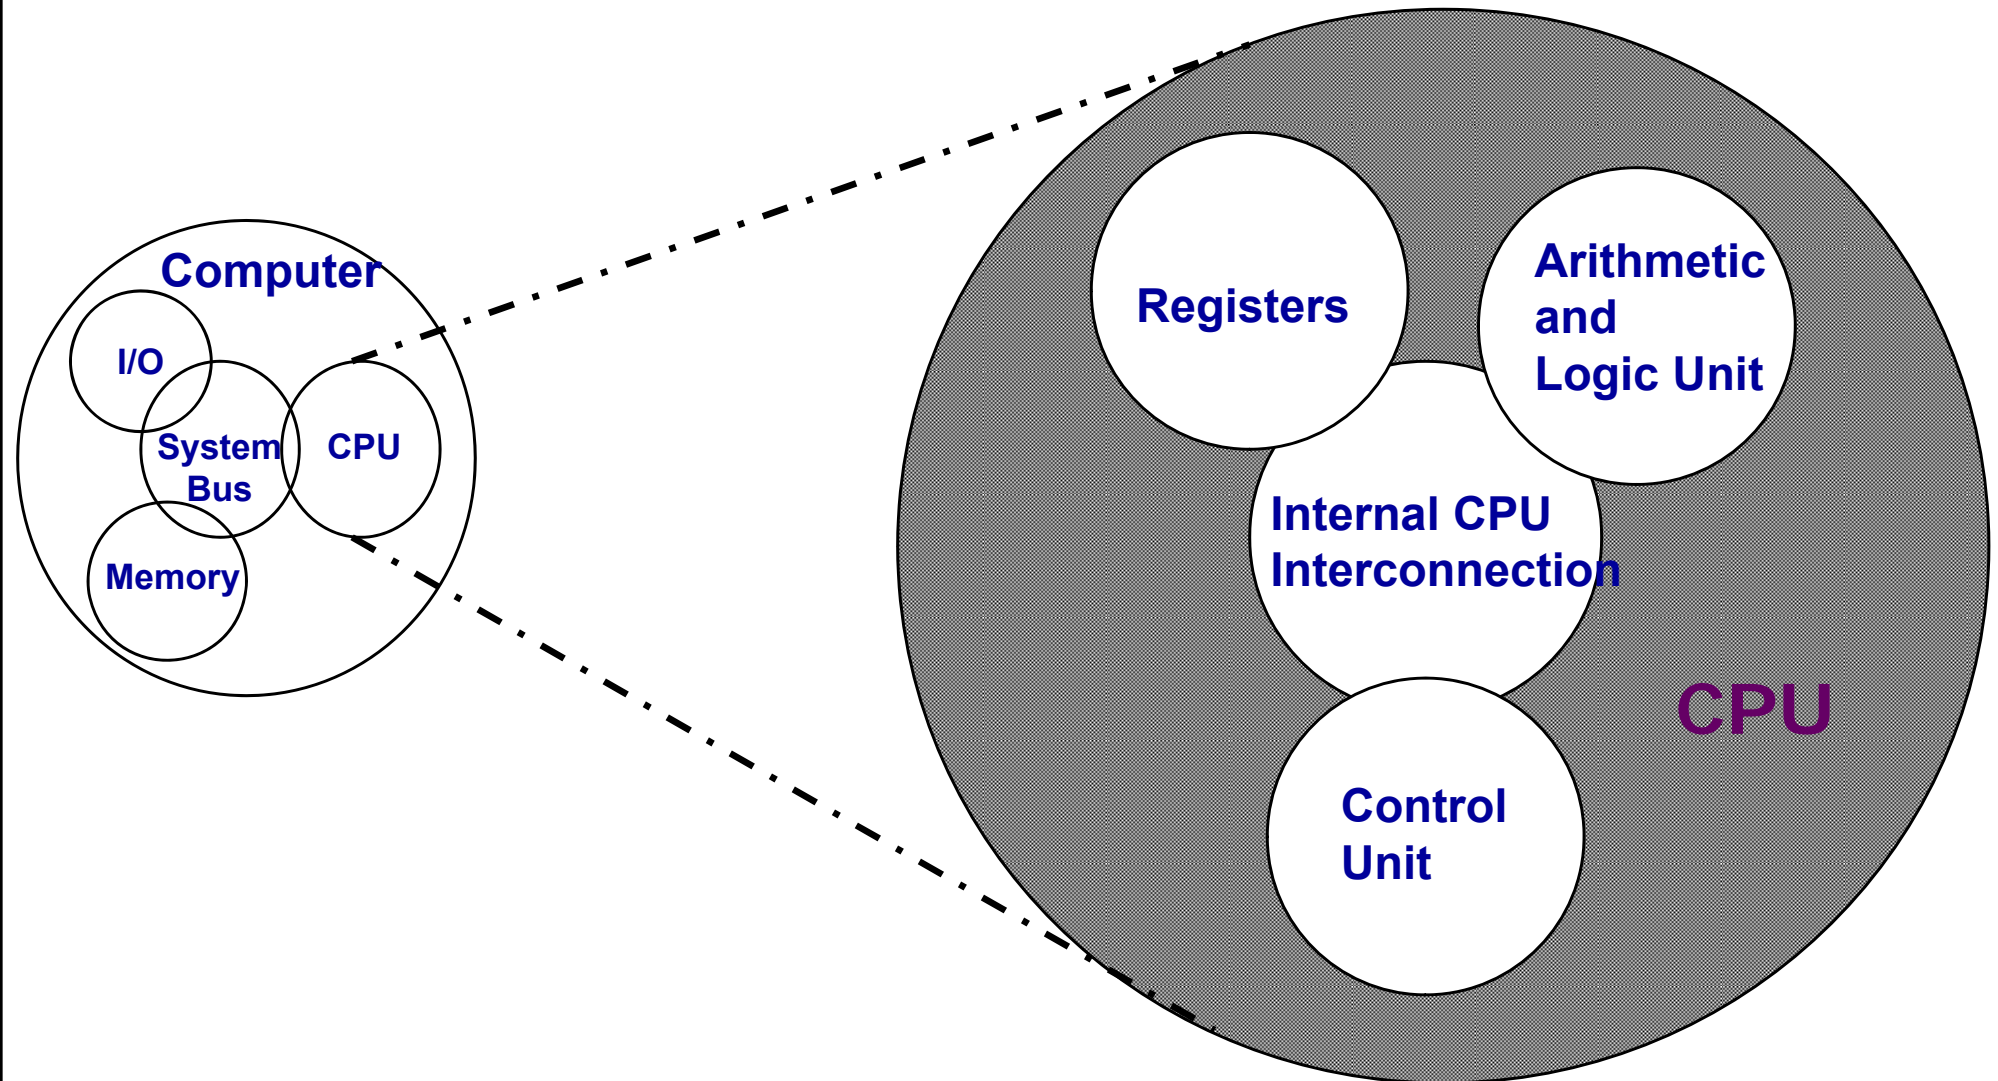 Computer
I/O
System
Bus
CPU
Memory
Registers
Arithmetic
and
Logic Unit
Internal CPU
Interconnection
CPU
Control
Unit